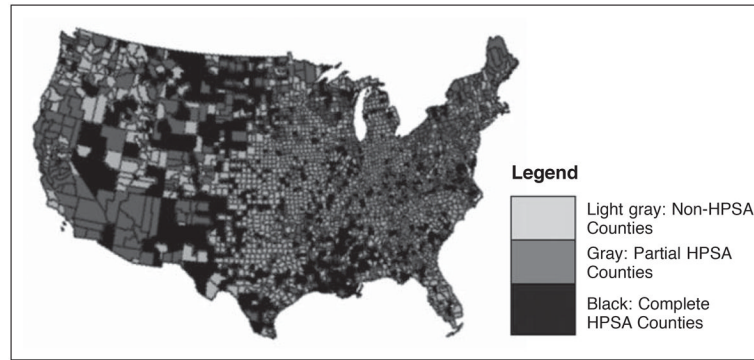 Legend
Light gray: Non-HPSA
Counties
Gray: Partial HPSA
Counties
Black: Complete
HPSA Counties